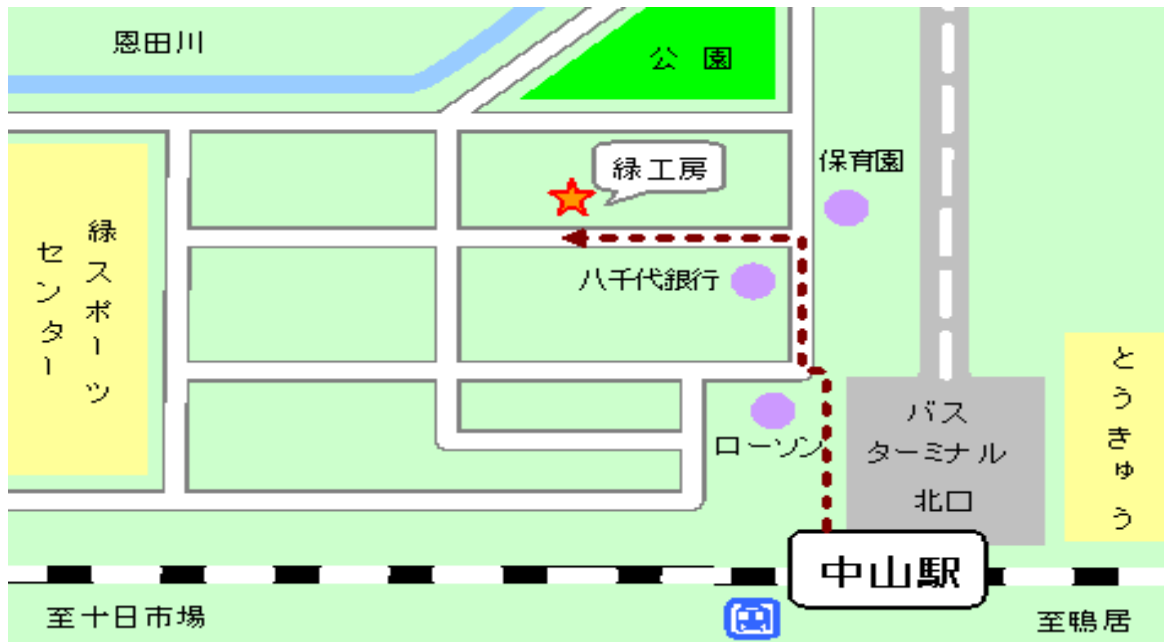 恩田川
公園
緑工房
保育園
緑スポーツ
センター
八千代銀行
とうきゅう
バス
ターミナル
北口
ローソン
中山駅
至十日市場
至鴨居